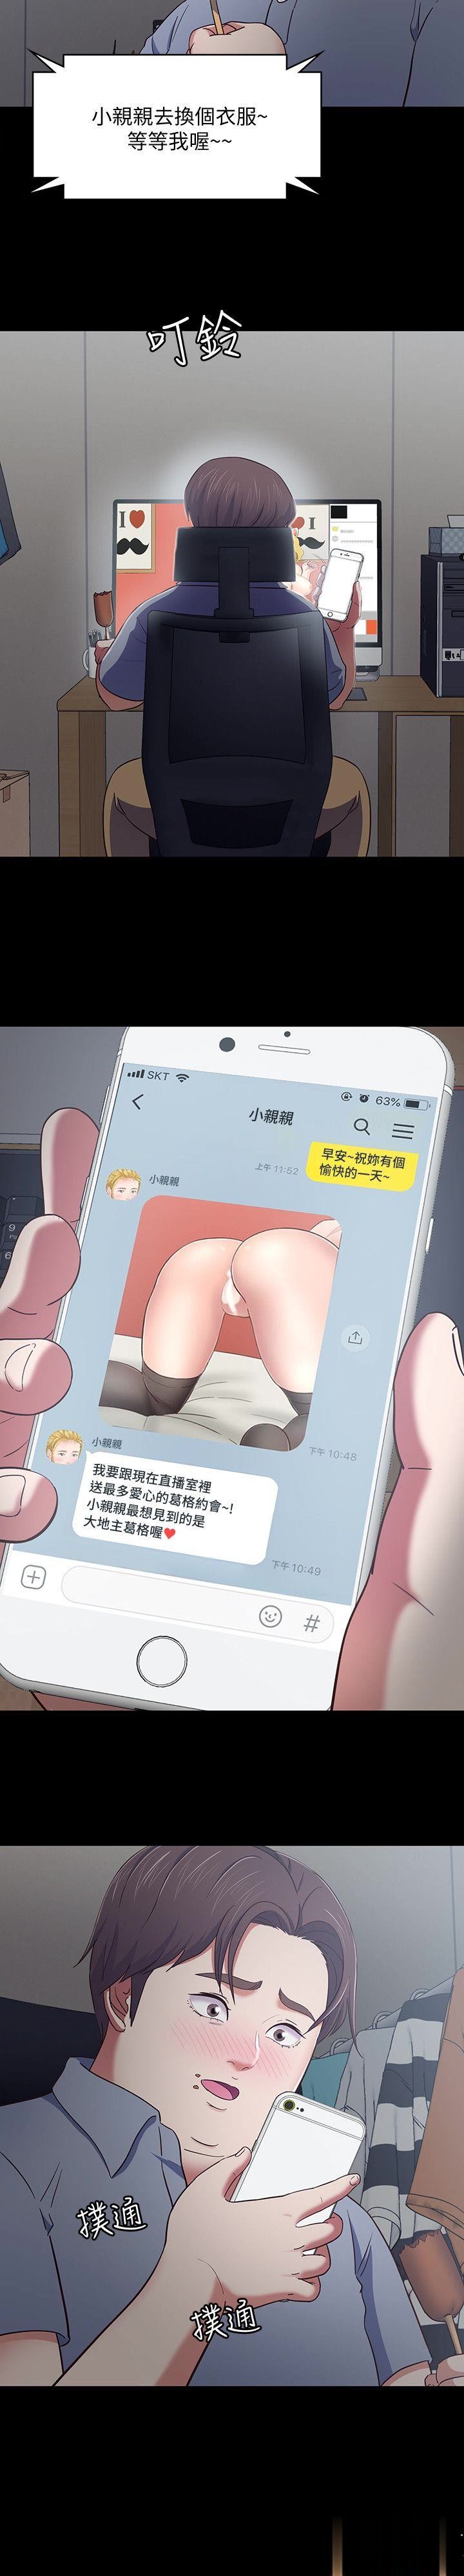 小親親去換個衣服~
等等我喔~~
叮鈴
I ♥
I ♥
SKT
63%
小親親
上午 11:52
早安~祝妳有個
愉快的一天~
小親親
下午 10:48
小親親
我要跟現在直播室裡
送最多愛心的葛格約會~!
小親親最想見到的是
大地主葛格喔♥
下午 10:49
#
9
6
撲通
撲通